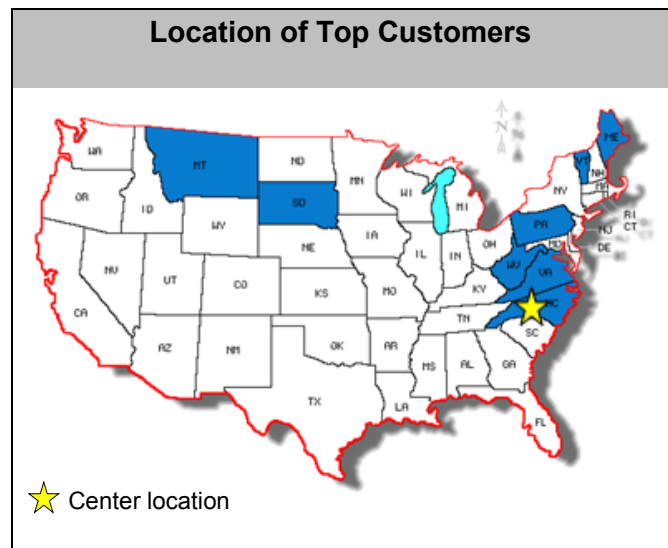 Location of Top Customers
N
N
ME
WA
MT
ND
VT
MN
NH
OR
MA
ID
SD
WI
NY
MI
WY
RI
CT
IA
PA
NJ
NE
OH
MD
DE
NV
IL
IN
UT
CO
WV
VA
CA
KS
MO
KY
NC
TN
OK
AZ
NM
AR
SC
MS
AL
GA
TX
LA
FL
Center location